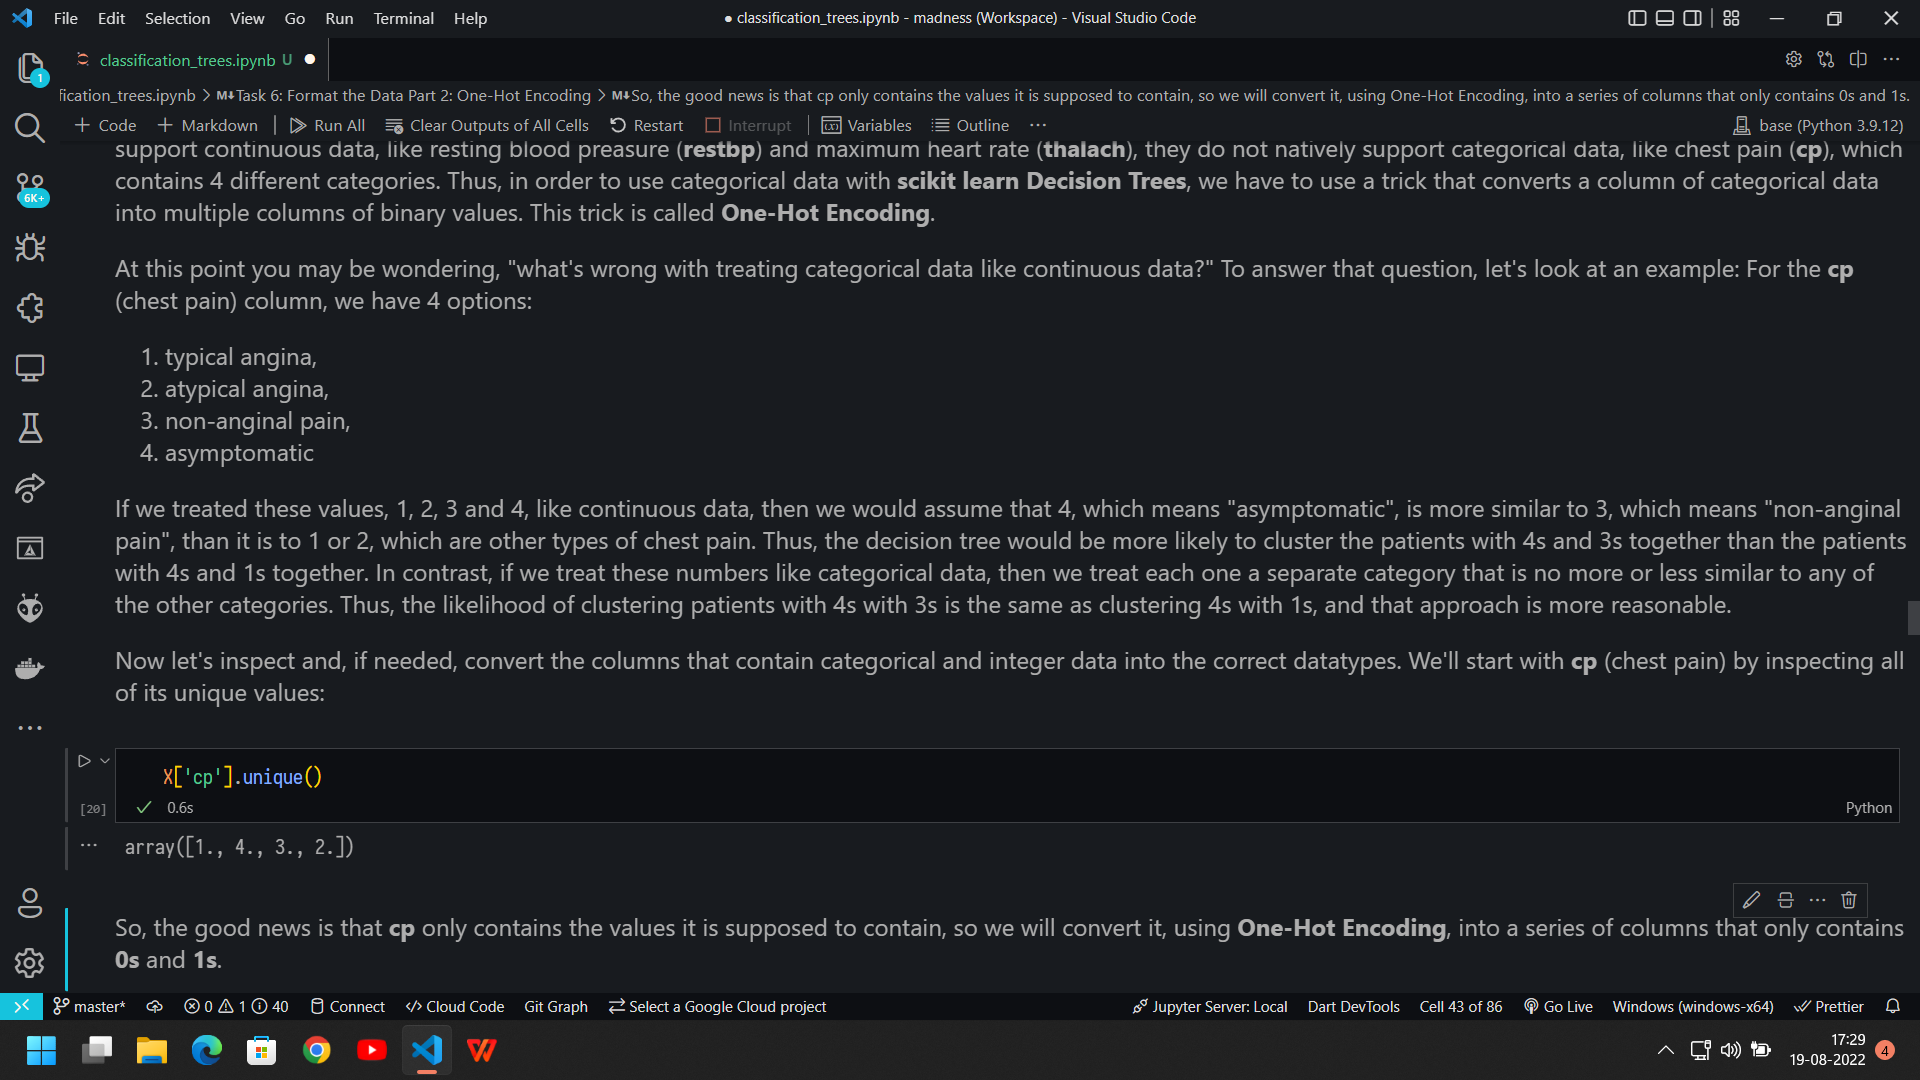 File Edit Selection View Go Run Terminal Help
● classification_trees.ipynb - madness (Workspace) - Visual Studio Code
classification_trees.ipynb U ●
fication_trees.ipynb > M↓Task 6: Format the Data Part 2: One-Hot Encoding > M↓So, the good news is that cp only contains the values it is supposed to contain, so we will convert it, using One-Hot Encoding, into a series of columns that only contains 0s and 1s.
+ Code + Markdown | Run All Clear Outputs of All Cells Restart Interrupt | Variables Outline ··· base (Python 3.9.12)
support continuous data, like resting blood preasure (restbp) and maximum heart rate (thalach), they do not natively support categorical data, like chest pain (cp), which
contains 4 different categories. Thus, in order to use categorical data with scikit learn Decision Trees, we have to use a trick that converts a column of categorical data
into multiple columns of binary values. This trick is called One-Hot Encoding.
At this point you may be wondering, "what's wrong with treating categorical data like continuous data?" To answer that question, let's look at an example: For the cp
(chest pain) column, we have 4 options:
1. typical angina,
2. atypical angina,
3. non-anginal pain,
4. asymptomatic
If we treated these values, 1, 2, 3 and 4, like continuous data, then we would assume that 4, which means "asymptomatic", is more similar to 3, which means "non-anginal
pain", than it is to 1 or 2, which are other types of chest pain. Thus, the decision tree would be more likely to cluster the patients with 4s and 3s together than the patients
with 4s and 1s together. In contrast, if we treat these numbers like categorical data, then we treat each one a separate category that is no more or less similar to any of
the other categories. Thus, the likelihood of clustering patients with 4s with 3s is the same as clustering 4s with 1s, and that approach is more reasonable.
Now let's inspect and, if needed, convert the columns that contain categorical and integer data into the correct datatypes. We'll start with cp (chest pain) by inspecting all
of its unique values:
X['cp'].unique()
[20] ✓ 0.6s Python
··· array([1., 4., 3., 2.])
So, the good news is that cp only contains the values it is supposed to contain, so we will convert it, using One-Hot Encoding, into a series of columns that only contains
0s and 1s.
1
6K+
master* 0 1 40 Connect Cloud Code Git Graph Select a Google Cloud project Jupyter Server: Local Dart DevTools Cell 43 of 86 Go Live Windows (windows-x64) Prettier
17:29
19-08-2022
4